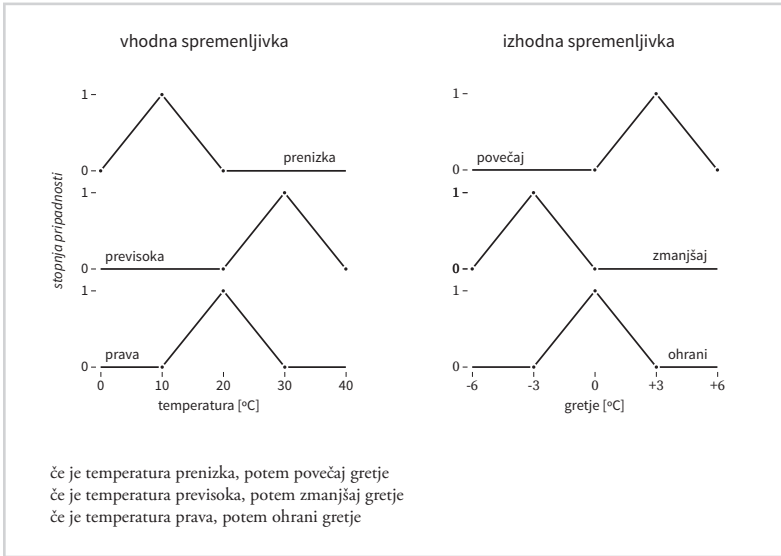 vhodna spremenljivka
izhodna spremenljivka
stopnja pripadnosti
1
0
prenizka
1
0
previsoka
1
0
prava
0 10 20 30 40
temperatura [ºC]
1
0
povečaj
1
0
zmanjšaj
1
0
ohrani
-6 -3 0 +3 +6
gretje [ºC]
če je temperatura prenizka, potem povečaj gretje
če je temperatura previsoka, potem zmanjšaj gretje
če je temperatura prava, potem ohrani gretje